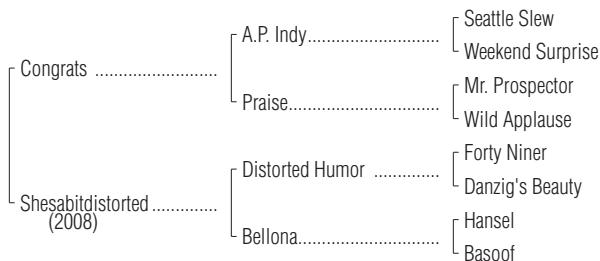 Seattle Slew
A.P. Indy..............................
Weekend Surprise
Congrats ..........................
Mr. Prospector
Praise.................................
Wild Applause
Forty Niner
Distorted Humor ..............
Danzig's Beauty
Shesabitdistorted..............
(2008)
Hansel
Bellona...............................
Basoof